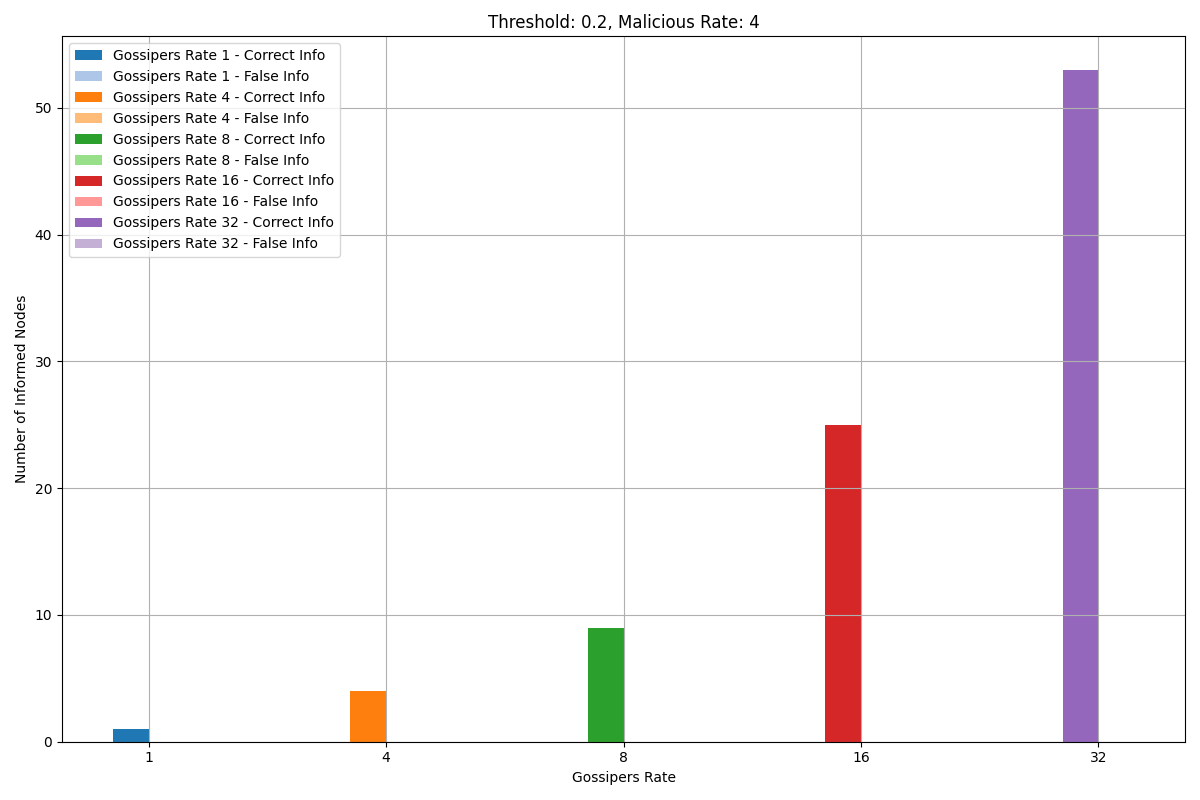 Threshold: 0.2, Malicious Rate: 4
Gossipers Rate 1 - Correct Info
Gossipers Rate 1 - False Info
Gossipers Rate 4 - Correct Info
Gossipers Rate 4 - False Info
Gossipers Rate 8 - Correct Info
Gossipers Rate 8 - False Info
Gossipers Rate 16 - Correct Info
Gossipers Rate 16 - False Info
Gossipers Rate 32 - Correct Info
Gossipers Rate 32 - False Info
Number of Informed Nodes
50
40
30
20
10
0
1 4 8 16 32
Gossipers Rate